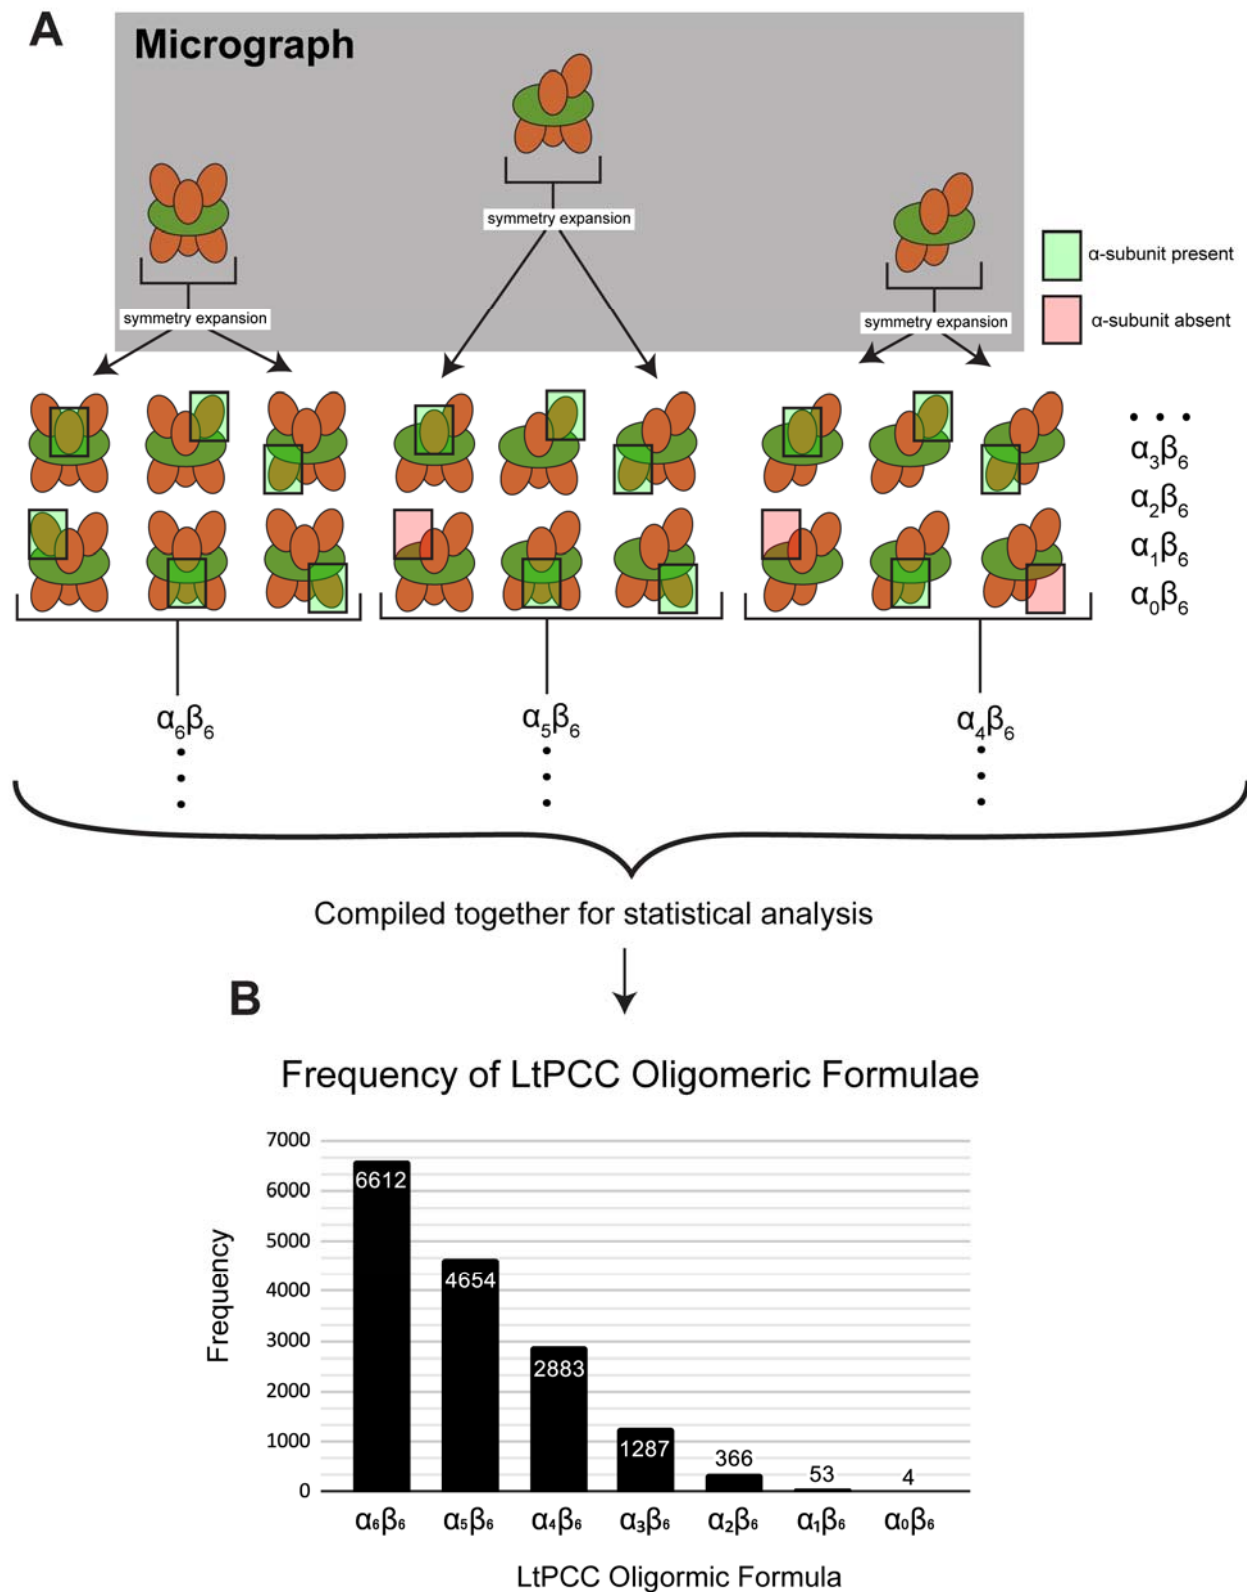 A
Micrograph
symmetry expansion
symmetry expansion
symmetry expansion
α-subunit present
α-subunit absent
• • •
α₃β₆
α₂β₆
α₁β₆
α₀β₆
α₆β₆
α₅β₆
α₄β₆
Compiled together for statistical analysis
B
Frequency of LtPCC Oligomeric Formulae
Frequency
7000
6000
5000
4000
3000
2000
1000
0
6612
4654
2883
1287
366
53
4
α₆β₆ α₅β₆ α₄β₆ α₃β₆ α₂β₆ α₁β₆ α₀β₆
LtPCC Oligormic Formula